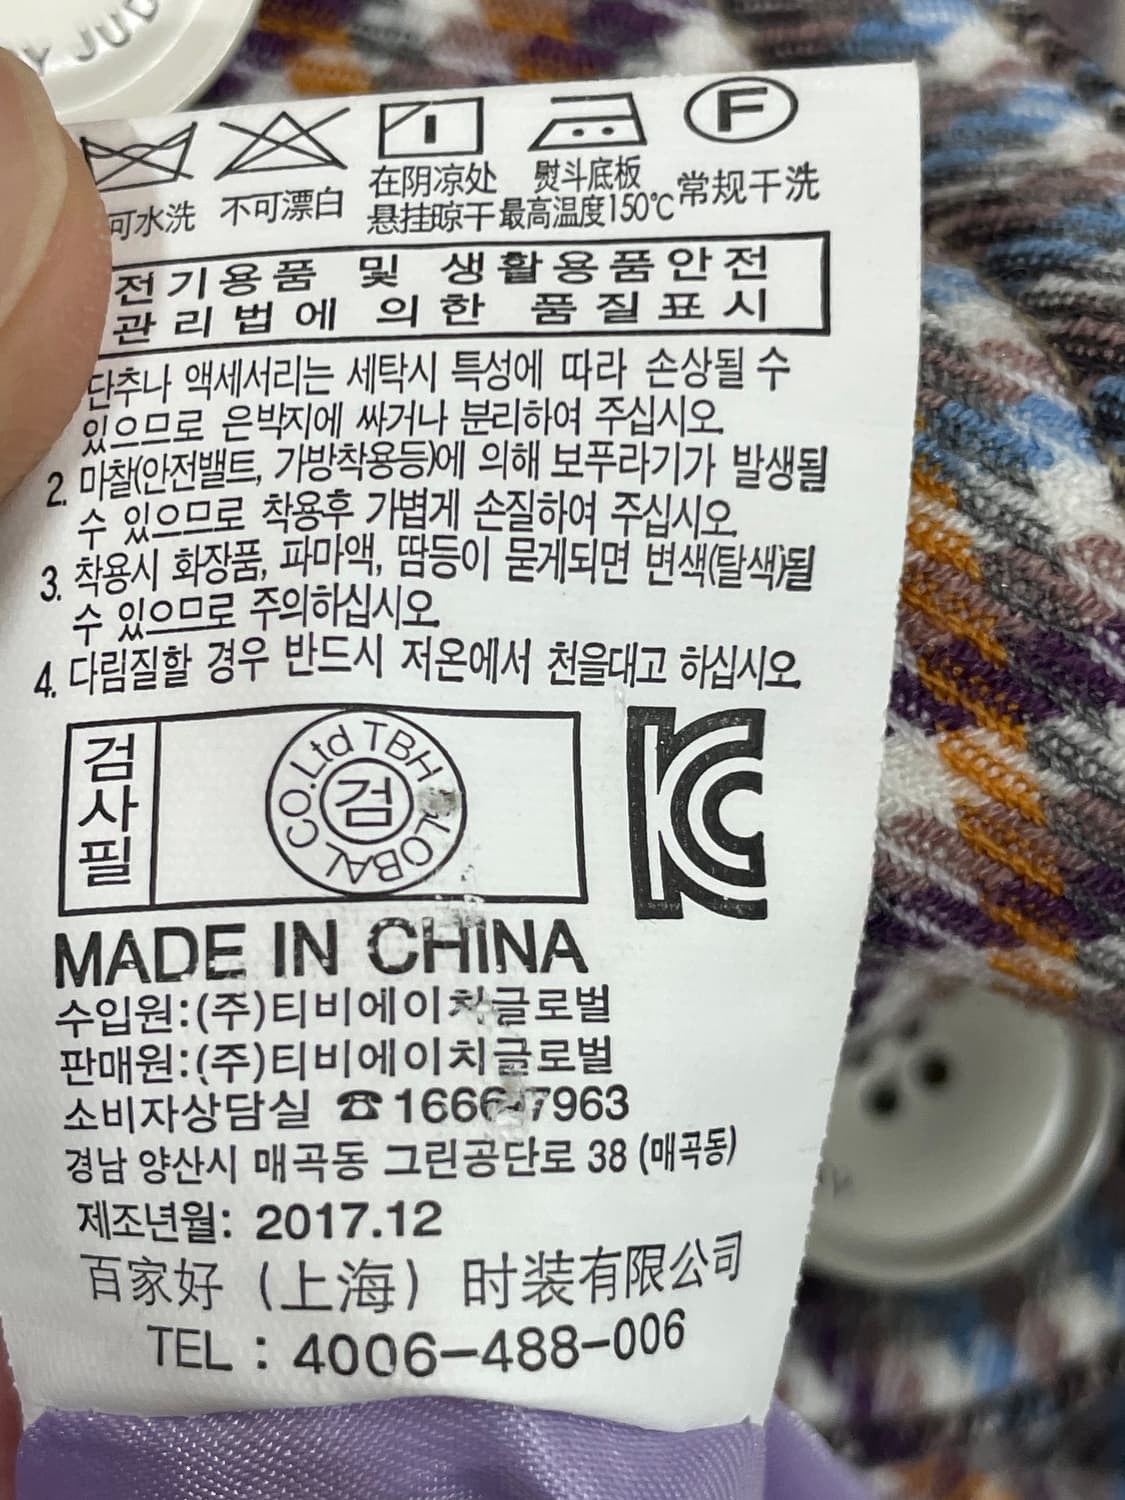 Y JUD
F
可水洗 不可漂白 在阴凉处 悬挂晾干 熨斗底板 最高温度150℃ 常规干洗
전기용품 및 생활용품안전
관리법에 의한 품질표시
단추나 액세서리는 세탁시 특성에 따라 손상될 수
있으므로 은박지에 싸거나 분리하여 주십시오.
2. 마찰(안전밸트, 가방착용등)에 의해 보푸라기가 발생될
수 있으므로 착용후 가볍게 손질하여 주십시오.
3. 착용시 화장품, 파마액, 땀등이 묻게되면 변색(탈색)될
수 있으므로 주의하십시오.
4. 다림질할 경우 반드시 저온에서 천을대고 하십시오.
검사필
TBH GLOBAL CO.Ltd
검
KC
MADE IN CHINA
수입원:(주)티비에이치글로벌
판매원:(주)티비에이치글로벌
소비자상담실 ☎1666-7963
경남 양산시 매곡동 그린공단로 38 (매곡동)
제조년월: 2017.12
百家好（上海）时装有限公司
TEL：4006-488-006